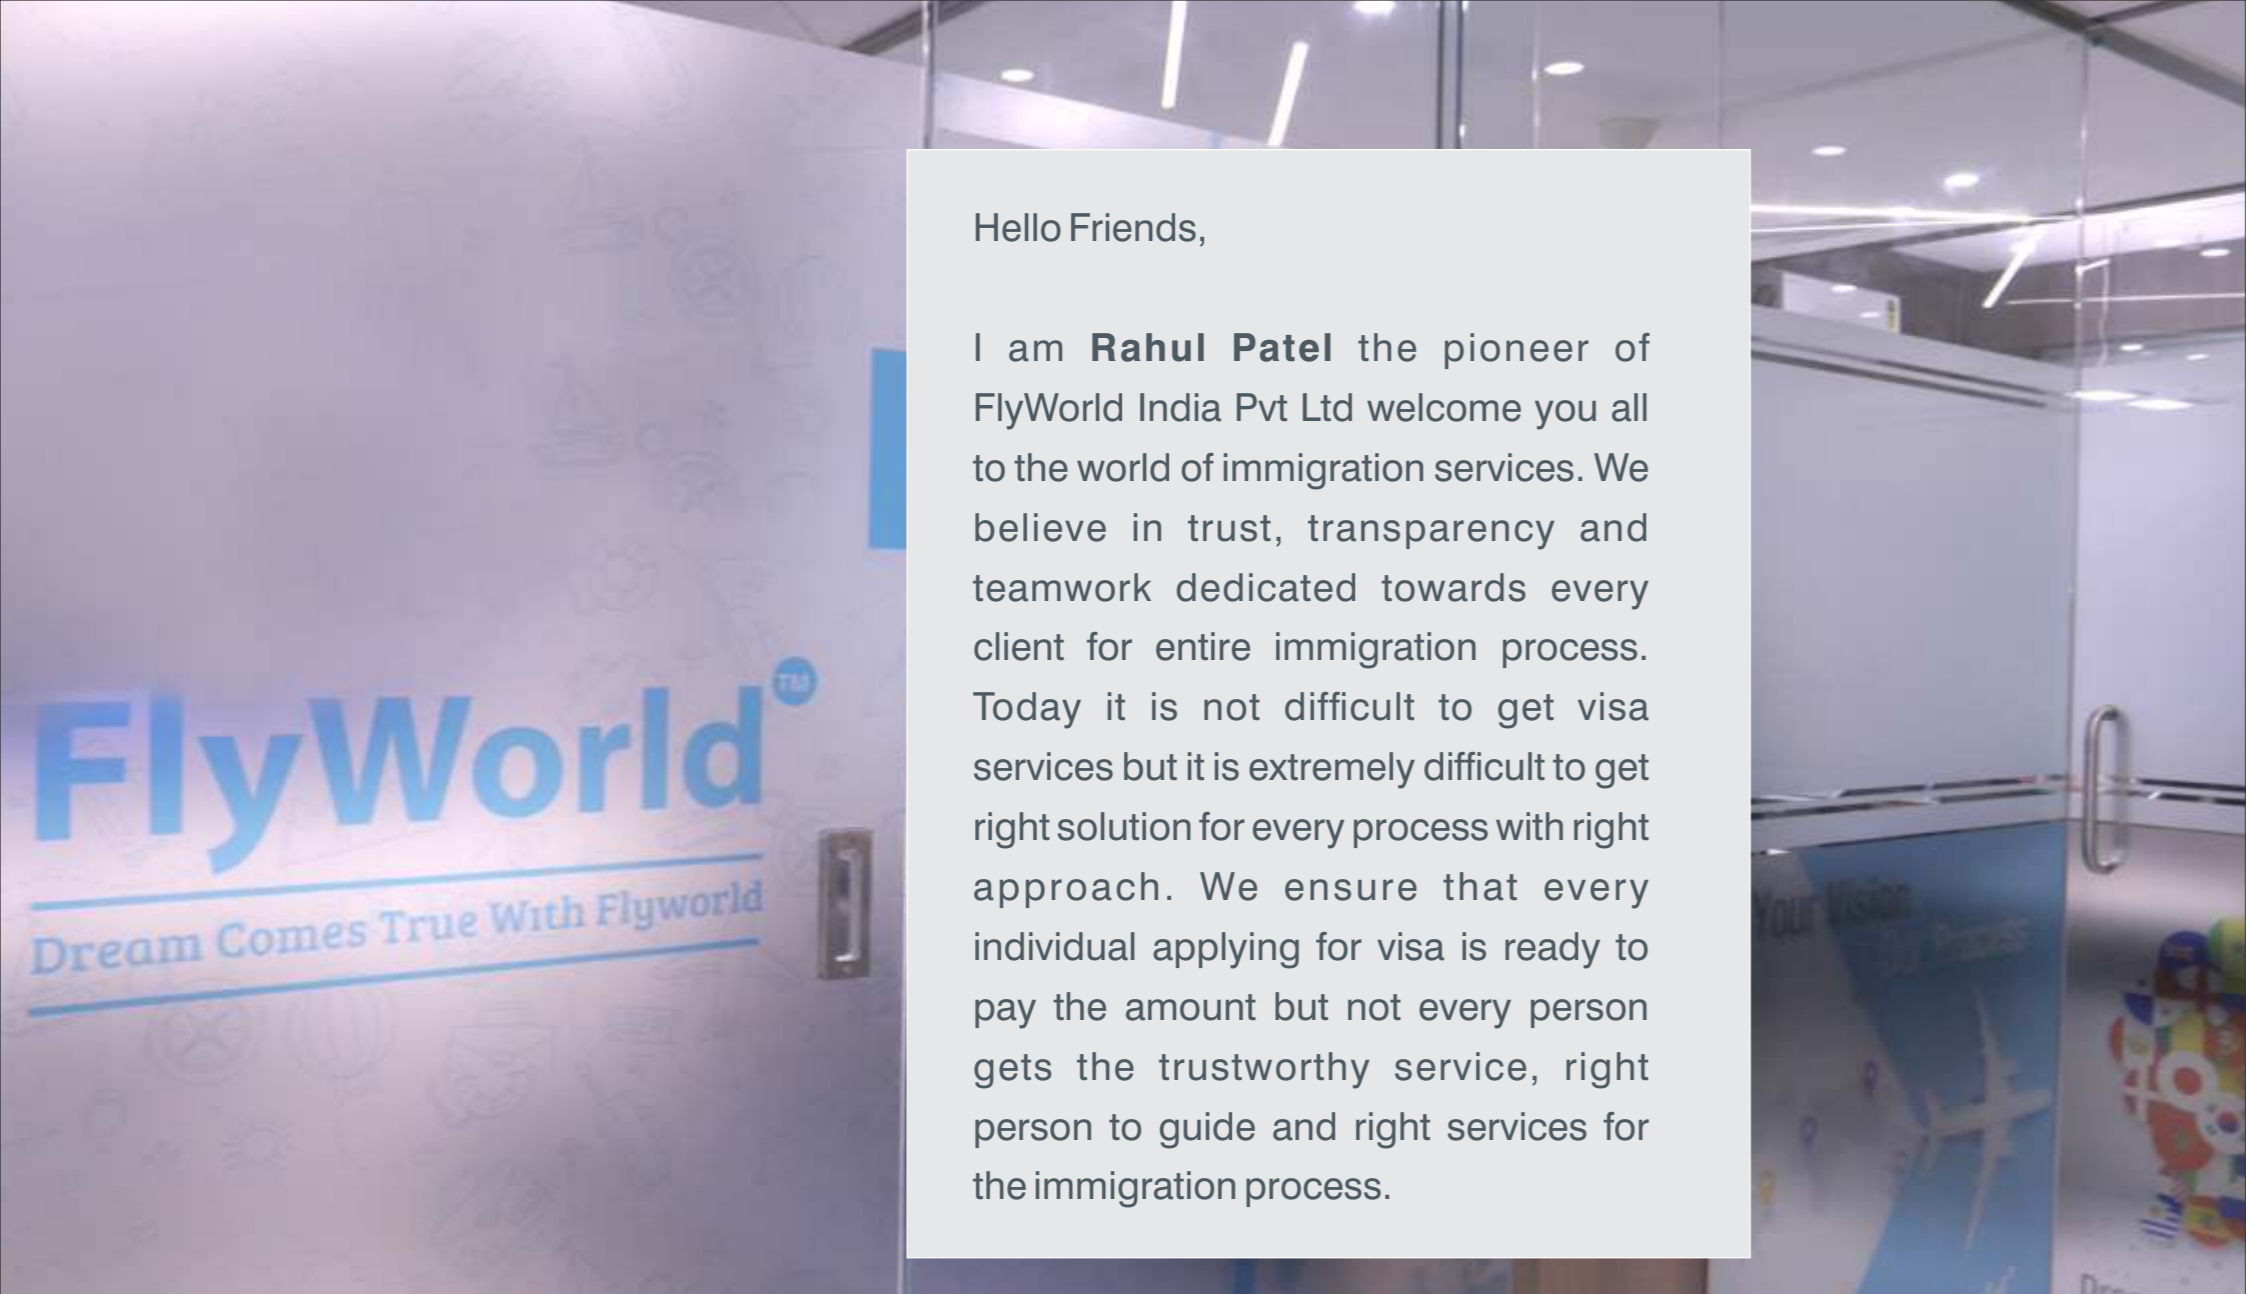 FlyWorld
TM
Dream Comes True With Flyworld
Hello Friends,
I am Rahul Patel the pioneer of
FlyWorld India Pvt Ltd welcome you all
to the world of immigration services. We
believe in trust, transparency and
teamwork dedicated towards every
client for entire immigration process.
Today it is not difficult to get visa
services but it is extremely difficult to get
right solution for every process with right
approach. We ensure that every
individual applying for visa is ready to
pay the amount but not every person
gets the trustworthy service, right
person to guide and right services for
the immigration process.
Your Vision
Process